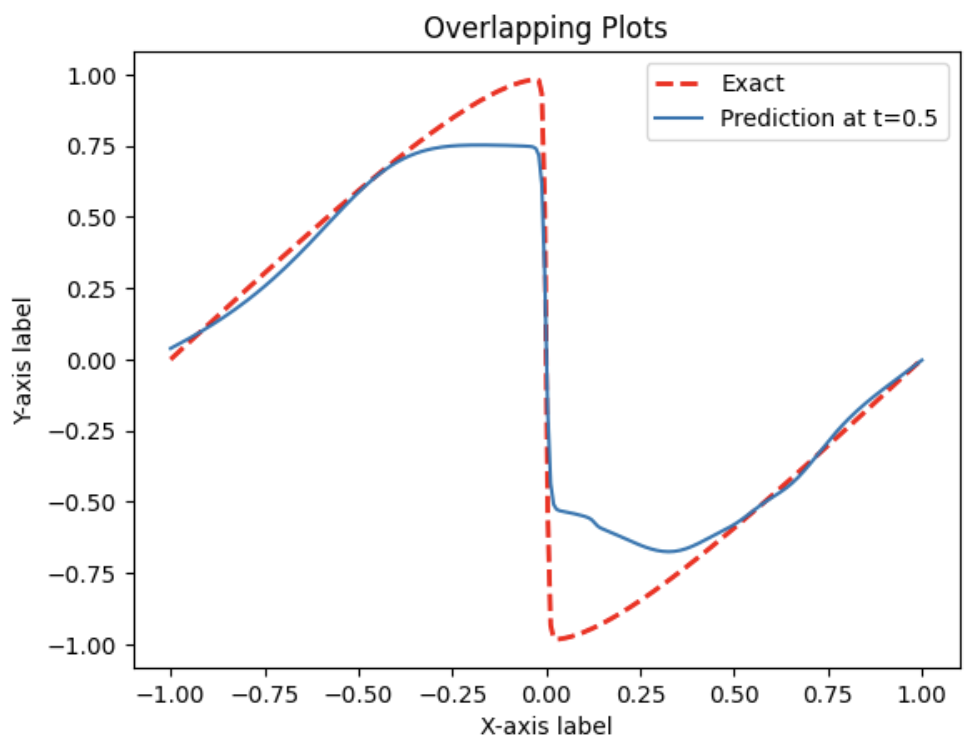 Overlapping Plots
Exact
Prediction at t=0.5
1.00
0.75
0.50
0.25
0.00
−0.25
−0.50
−0.75
−1.00
Y-axis label
−1.00 −0.75 −0.50 −0.25 0.00 0.25 0.50 0.75 1.00
X-axis label